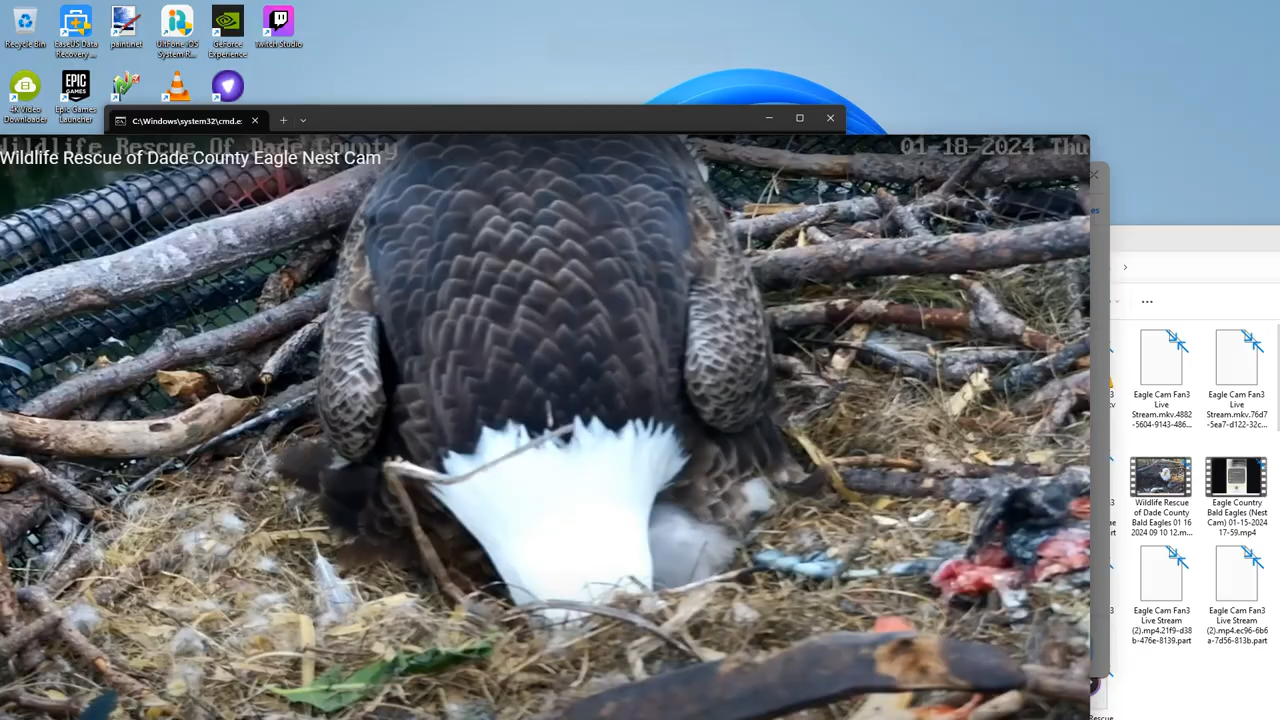 Recycle Bin
EaseUS Data
Recovery ...
paint.net
UltFone iOS
System R...
GeForce
Experience
Twitch Studio
4K Video
Downloader
Epic Games
Launcher
EPIC
GAMES
C:\Windows\system32\cmd.e:
Wildlife Rescue Of Dade County
01-18-2024 Thu
Wildlife Rescue of Dade County Eagle Nest Cam
es
Eagle Cam Fan3
Live
Stream.mkv.4882
-5604-9143-486...
Eagle Cam Fan3
Live
Stream.mkv.76d7
-5ea7-d122-32c...
Wildlife Rescue
of Dade County
Bald Eagles 01 16
2024 09 10 12.m...
Eagle Country
Bald Eagles (Nest
Cam) 01-15-2024
17-59.mp4
Eagle Cam Fan3
Live Stream
(2).mp4.21f9-d38
b-476e-8139.part
Eagle Cam Fan3
Live Stream
(2).mp4.ec96-6b6
a-7d56-813b.part